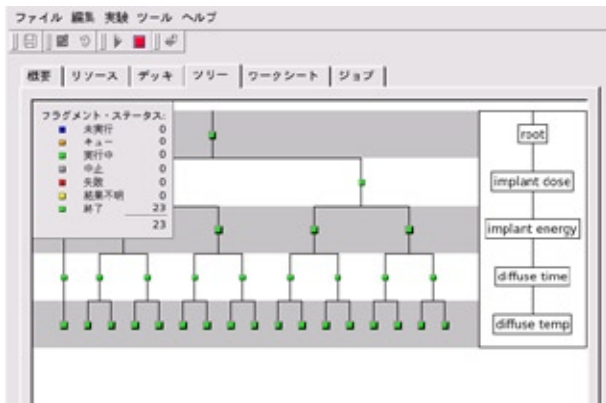 ファイル 編集 実験 ツール ヘルプ
概要 リソース デッキ ツリー ワークシート ジョブ
フラグメント・ステータス:
未実行 0
キュー 0
実行中 0
中止 0
失敗 0
結果不明 0
終了 23
23
root
implant dose
implant energy
diffuse time
diffuse temp